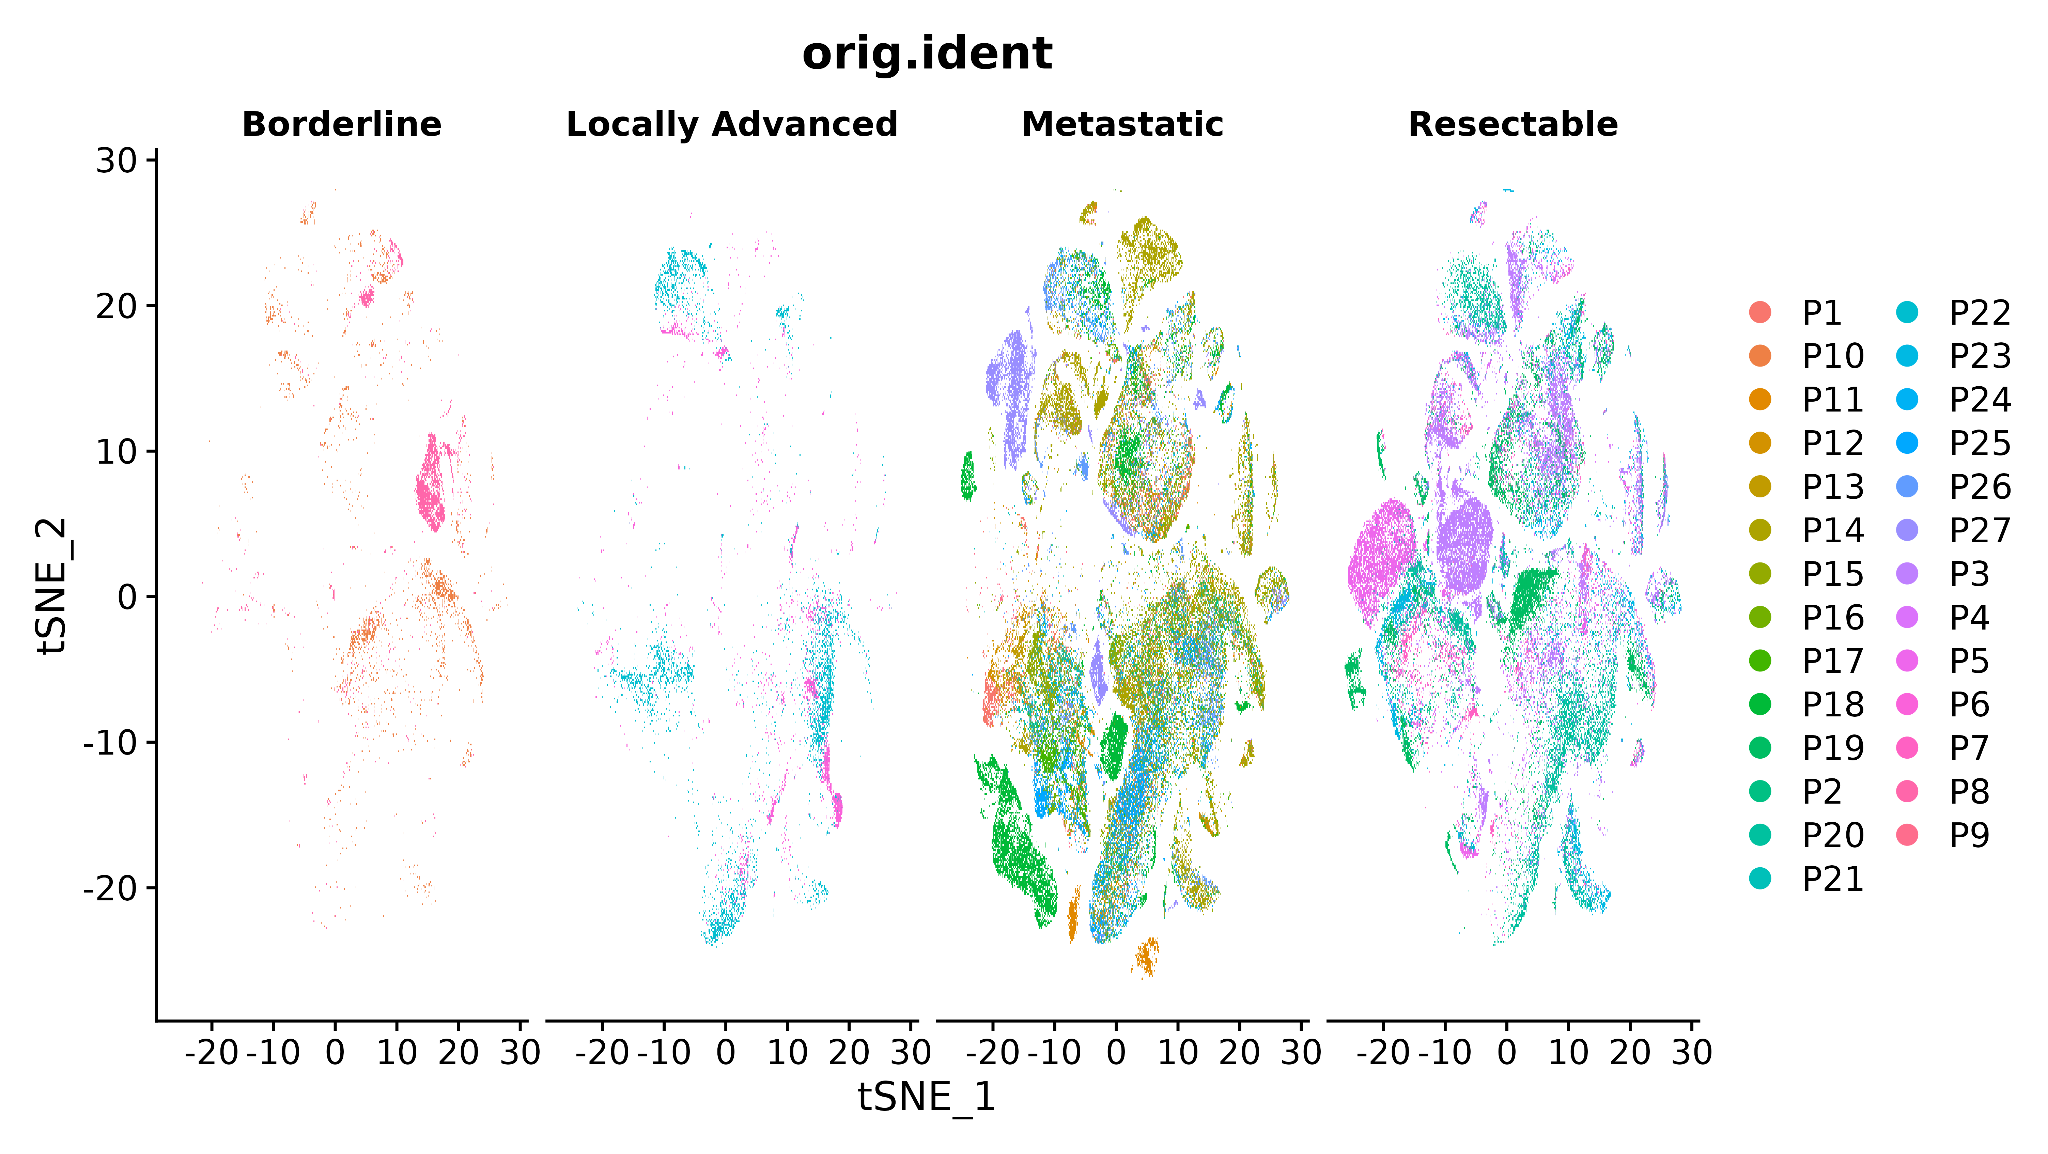 orig.ident
Borderline Locally Advanced Metastatic Resectable
30
20
10
0
-10
-20
tSNE_2
-20 -10 0 10 20 30 -20 -10 0 10 20 30 -20 -10 0 10 20 30 -20 -10 0 10 20 30
tSNE_1
P1 P22
P10 P23
P11 P24
P12 P25
P13 P26
P14 P27
P15 P3
P16 P4
P17 P5
P18 P6
P19 P7
P2 P8
P20 P9
P21